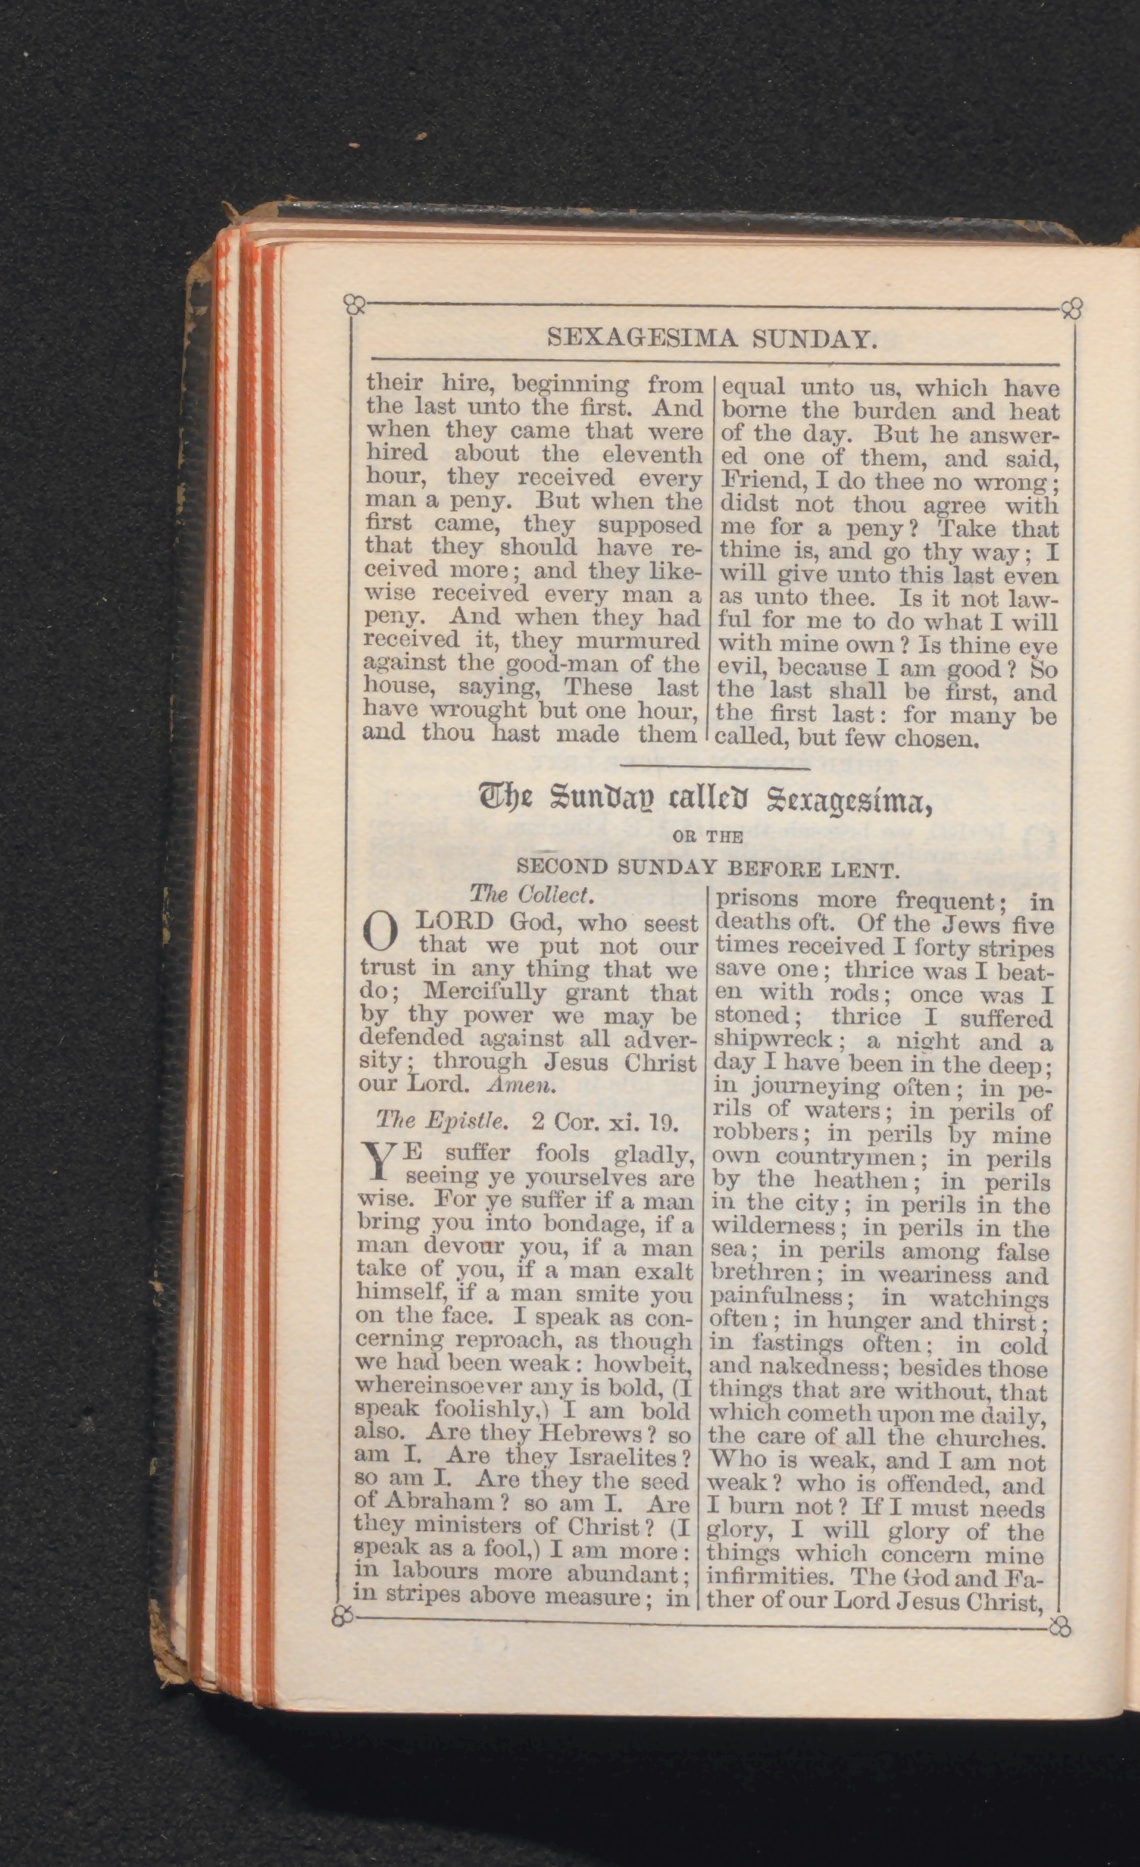 SEXAGESIMA SUNDAY.
their hire, beginning from
the last unto the first. And
when they came that were
hired about the eleventh
hour, they received every
man a peny. But when the
first came, they supposed
that they should have re-
ceived more; and they like-
wise received every man a
peny. And when they had
received it, they murmured
against the good-man of the
house, saying, These last
have wrought but one hour,
and thou hast made them
equal unto us, which have
borne the burden and heat
of the day. But he answer-
ed one of them, and said,
Friend, I do thee no wrong;
didst not thou agree with
me for a peny? Take that
thine is, and go thy way; I
will give unto this last even
as unto thee. Is it not law-
ful for me to do what I will
with mine own? Is thine eye
evil, because I am good? So
the last shall be first, and
the first last: for many be
called, but few chosen.
The Sunday called Sexagesima,
OR THE
SECOND SUNDAY BEFORE LENT.
The Collect.
O LORD God, who seest
that we put not our
trust in any thing that we
do; Mercifully grant that
by thy power we may be
defended against all adver-
sity; through Jesus Christ
our Lord. Amen.
The Epistle. 2 Cor. xi. 19.
YE suffer fools gladly,
seeing ye yourselves are
wise. For ye suffer if a man
bring you into bondage, if a
man devour you, if a man
take of you, if a man exalt
himself, if a man smite you
on the face. I speak as con-
cerning reproach, as though
we had been weak: howbeit,
whereinsoever any is bold, (I
speak foolishly,) I am bold
also. Are they Hebrews? so
am I. Are they Israelites?
so am I. Are they the seed
of Abraham? so am I. Are
they ministers of Christ? (I
speak as a fool,) I am more:
in labours more abundant;
in stripes above measure; in
prisons more frequent; in
deaths oft. Of the Jews five
times received I forty stripes
save one; thrice was I beat-
en with rods; once was I
stoned; thrice I suffered
shipwreck; a night and a
day I have been in the deep;
in journeying often; in pe-
rils of waters; in perils of
robbers; in perils by mine
own countrymen; in perils
by the heathen; in perils
in the city; in perils in the
wilderness; in perils in the
sea; in perils among false
brethren; in weariness and
painfulness; in watchings
often; in hunger and thirst;
in fastings often; in cold
and nakedness; besides those
things that are without, that
which cometh upon me daily,
the care of all the churches.
Who is weak, and I am not
weak? who is offended, and
I burn not? If I must needs
glory, I will glory of the
things which concern mine
infirmities. The God and Fa-
ther of our Lord Jesus Christ,